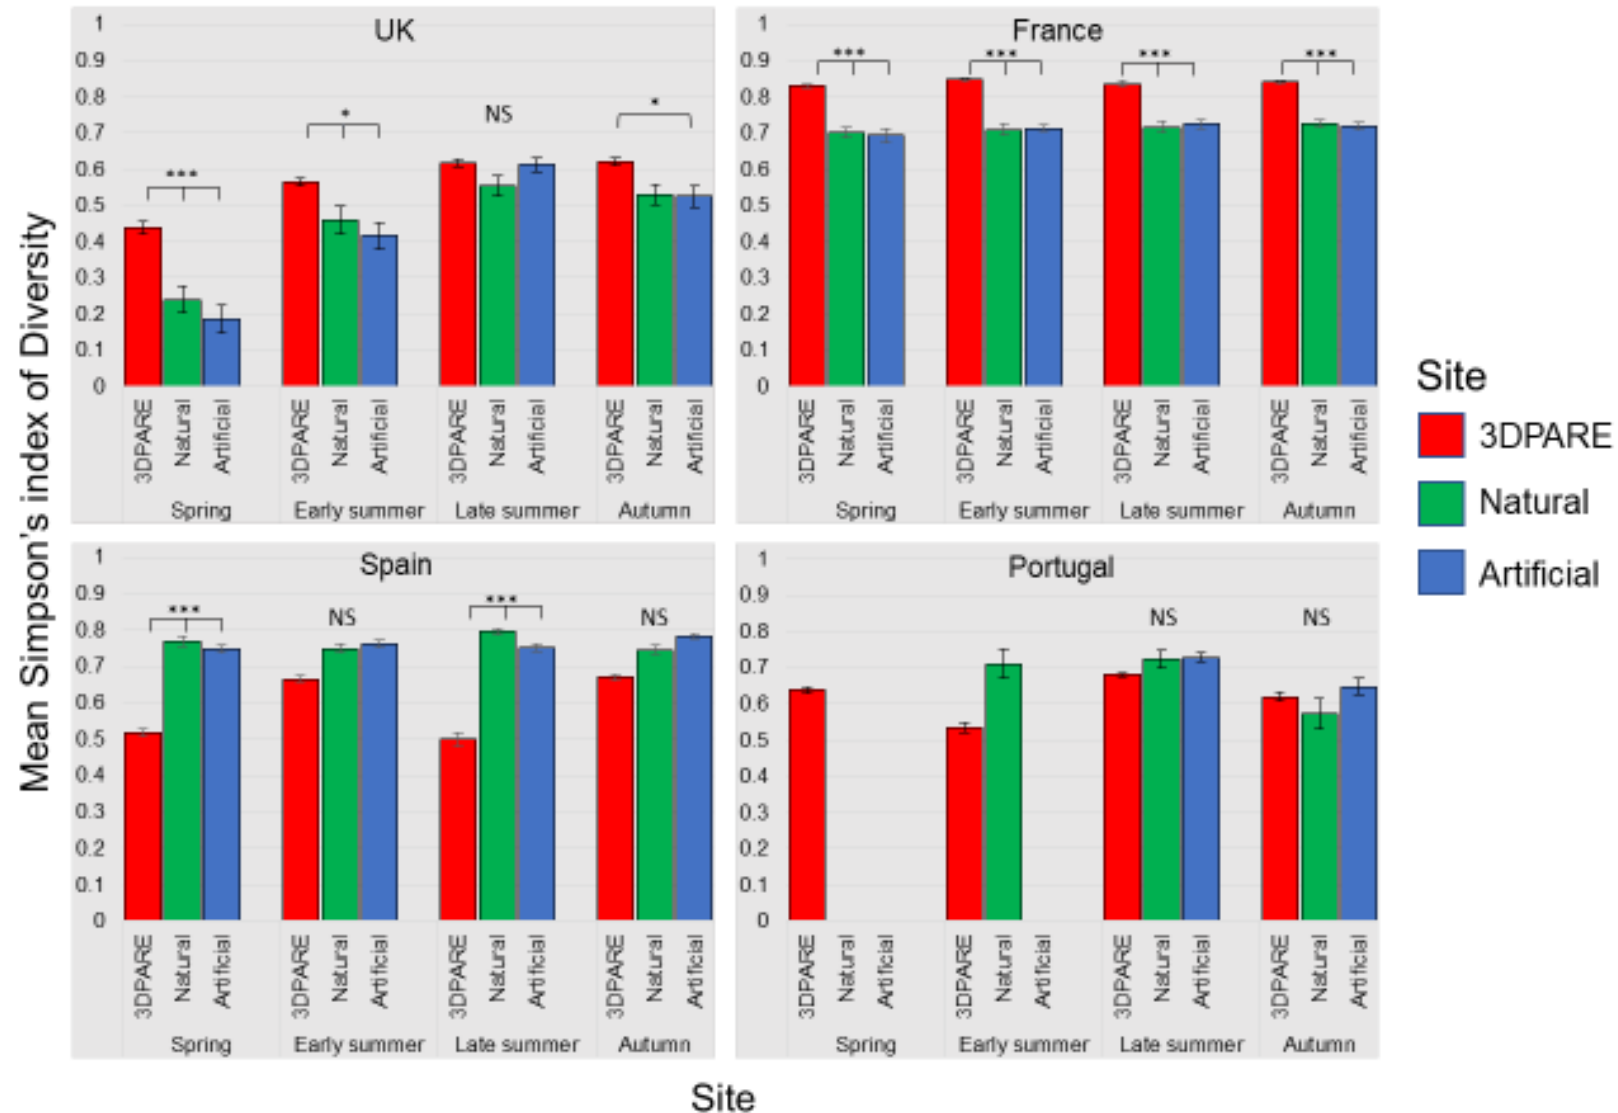 Mean Simpson's index of Diversity
UK
1
0.9
0.8
0.7
0.6
0.5
0.4
0.3
0.2
0.1
0
***
*
NS
*
3DPARE Natural Artificial 3DPARE Natural Artificial 3DPARE Natural Artificial 3DPARE Natural Artificial
Spring Early summer Late summer Autumn
France
1
0.9
0.8
0.7
0.6
0.5
0.4
0.3
0.2
0.1
0
***
***
***
***
3DPARE Natural Artificial 3DPARE Natural Artificial 3DPARE Natural Artificial 3DPARE Natural Artificial
Spring Early summer Late summer Autumn
Spain
1
0.9
0.8
0.7
0.6
0.5
0.4
0.3
0.2
0.1
0
***
NS
***
NS
3DPARE Natural Artificial 3DPARE Natural Artificial 3DPARE Natural Artificial 3DPARE Natural Artificial
Spring Early summer Late summer Autumn
Portugal
1
0.9
0.8
0.7
0.6
0.5
0.4
0.3
0.2
0.1
0
NS
NS
3DPARE Natural Artificial 3DPARE Natural Artificial 3DPARE Natural Artificial 3DPARE Natural Artificial
Spring Early summer Late summer Autumn
Site
Site
3DPARE
Natural
Artificial